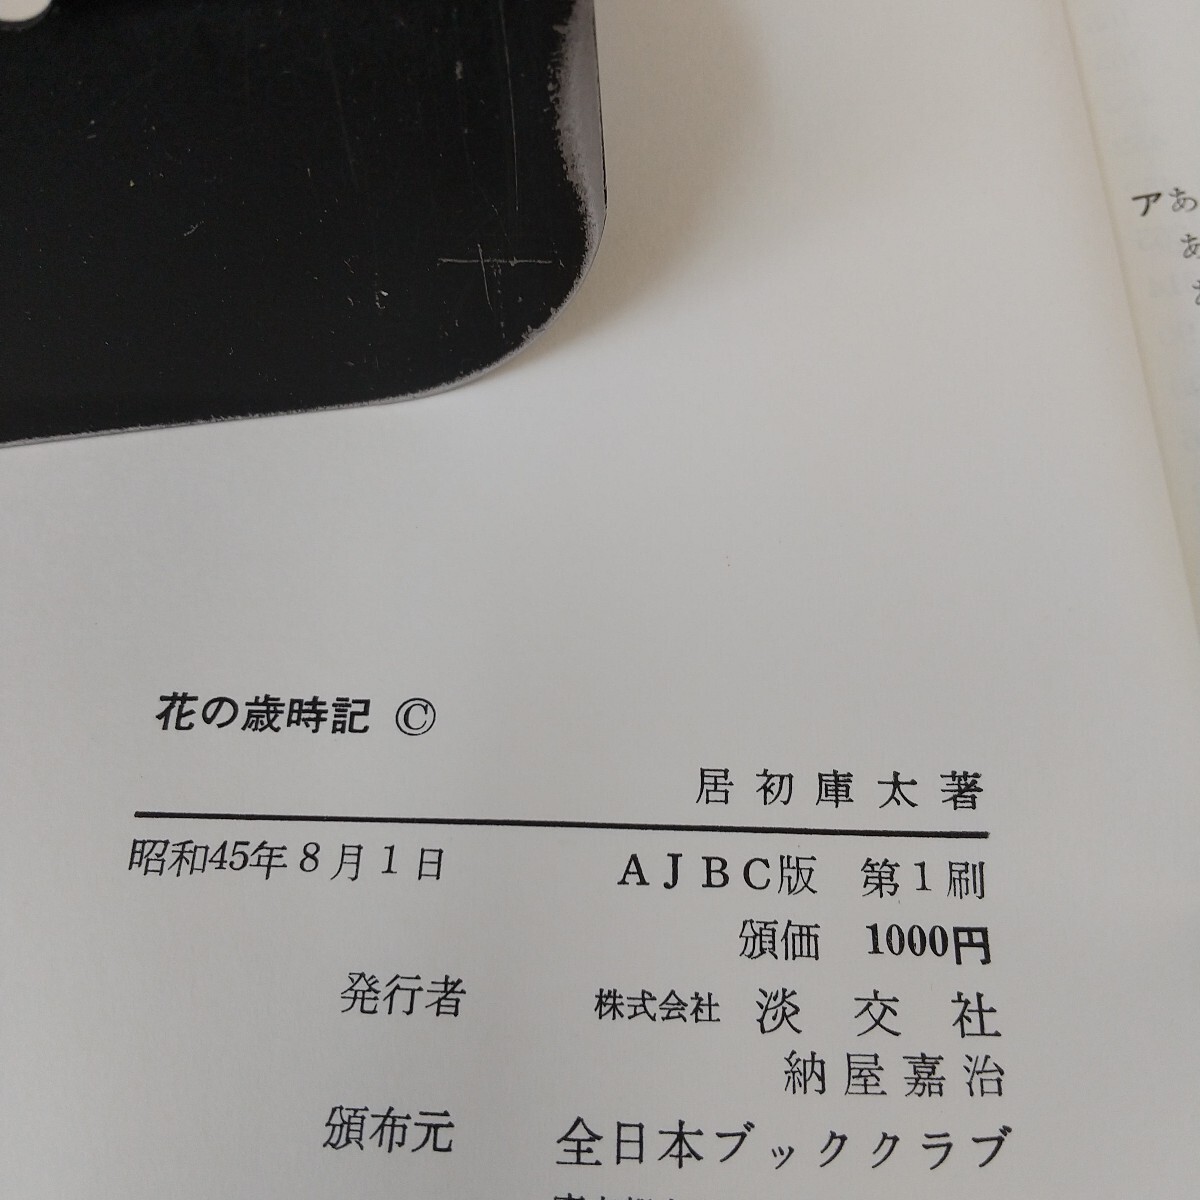 花の歳時記 ©
居初庫太著
昭和45年8月1日 AJBC版 第1刷
頒価 1000円
発行者 株式会社 淡交社
納屋嘉治
頒布元 全日本ブッククラブ
ア あ
あ